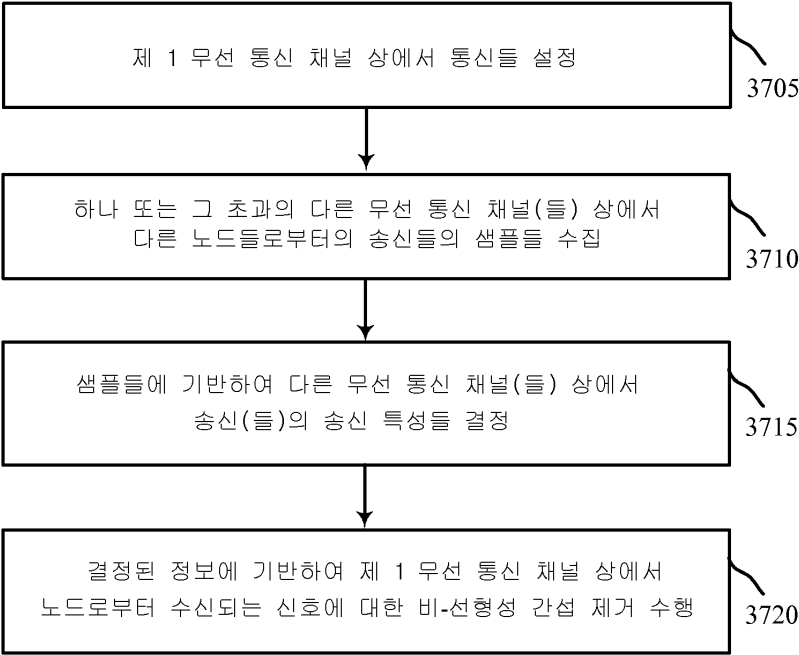 제 1 무선 통신 채널 상에서 통신들 설정
3705
하나 또는 그 초과의 다른 무선 통신 채널(들) 상에서
다른 노드들로부터의 송신들의 샘플들 수집
3710
샘플들에 기반하여 다른 무선 통신 채널(들) 상에서
송신(들)의 송신 특성들 결정
3715
결정된 정보에 기반하여 제 1 무선 통신 채널 상에서
노드로부터 수신되는 신호에 대한 비-선형성 간섭 제거 수행
3720